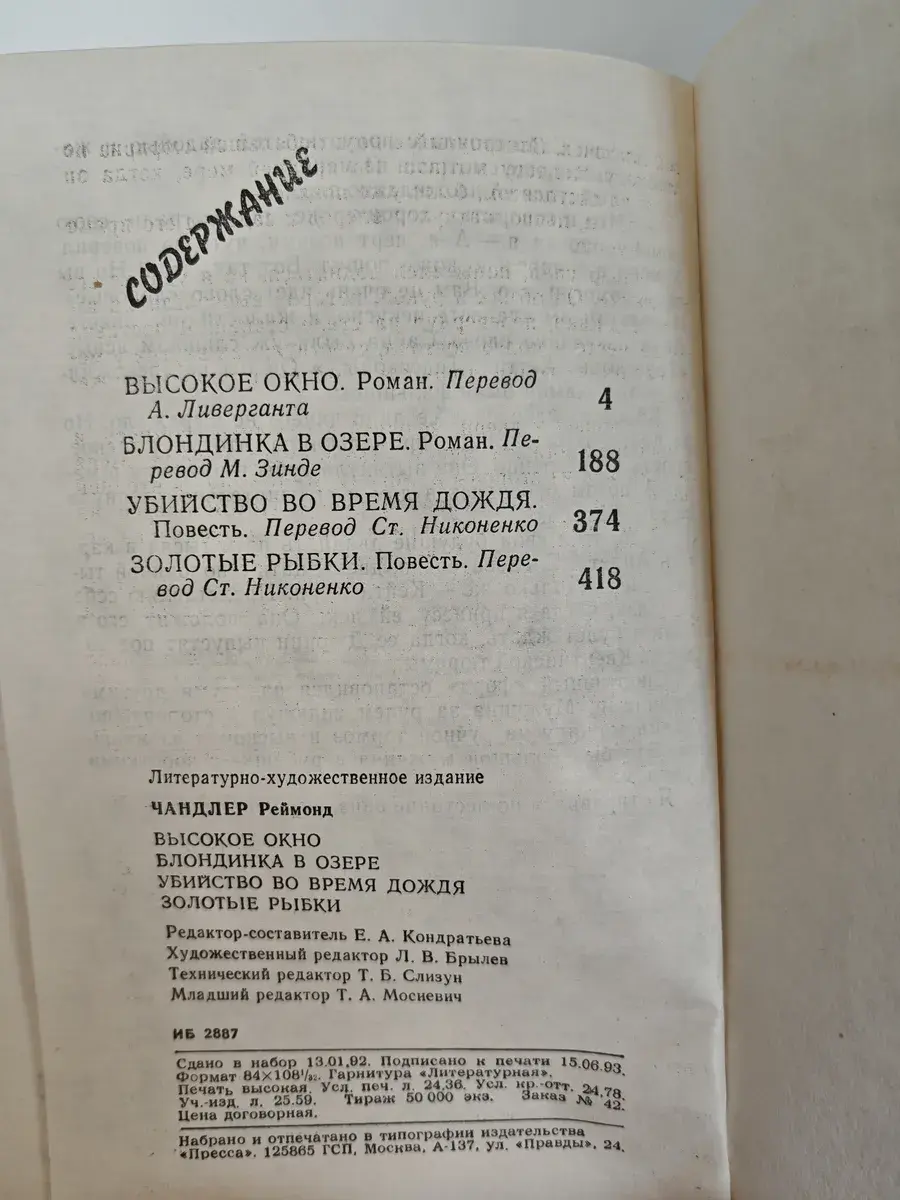 СОДЕРЖАНИЕ
ВЫСОКОЕ ОКНО. Роман. Перевод
А. Ливерганта 4
БЛОНДИНКА В ОЗЕРЕ. Роман. Пе-
ревод М. Зинде 188
УБИЙСТВО ВО ВРЕМЯ ДОЖДЯ.
Повесть. Перевод Ст. Никоненко 374
ЗОЛОТЫЕ РЫБКИ. Повесть. Пере-
вод Ст. Никоненко 418
Литературно-художественное издание
ЧАНДЛЕР Реймонд
ВЫСОКОЕ ОКНО
БЛОНДИНКА В ОЗЕРЕ
УБИЙСТВО ВО ВРЕМЯ ДОЖДЯ
ЗОЛОТЫЕ РЫБКИ
Редактор-составитель Е. А. Кондратьева
Художественный редактор Л. В. Брылев
Технический редактор Т. Б. Слизун
Младший редактор Т. А. Мосневич
ИБ 2887
Сдано в набор 13.01.92. Подписано к печати 15.06.93.
Формат 84×108¹/₃₂. Гарнитура «Литературная».
Печать высокая. Усл. печ. л. 24,36. Усл. кр.-отт. 24,78.
Уч.-изд. л. 25.59. Тираж 50 000 экз. Заказ № 42.
Цена договорная.
Набрано и отпечатано в типографии издательства
«Пресса». 125865 ГСП, Москва, А-137, ул. «Правды», 24.